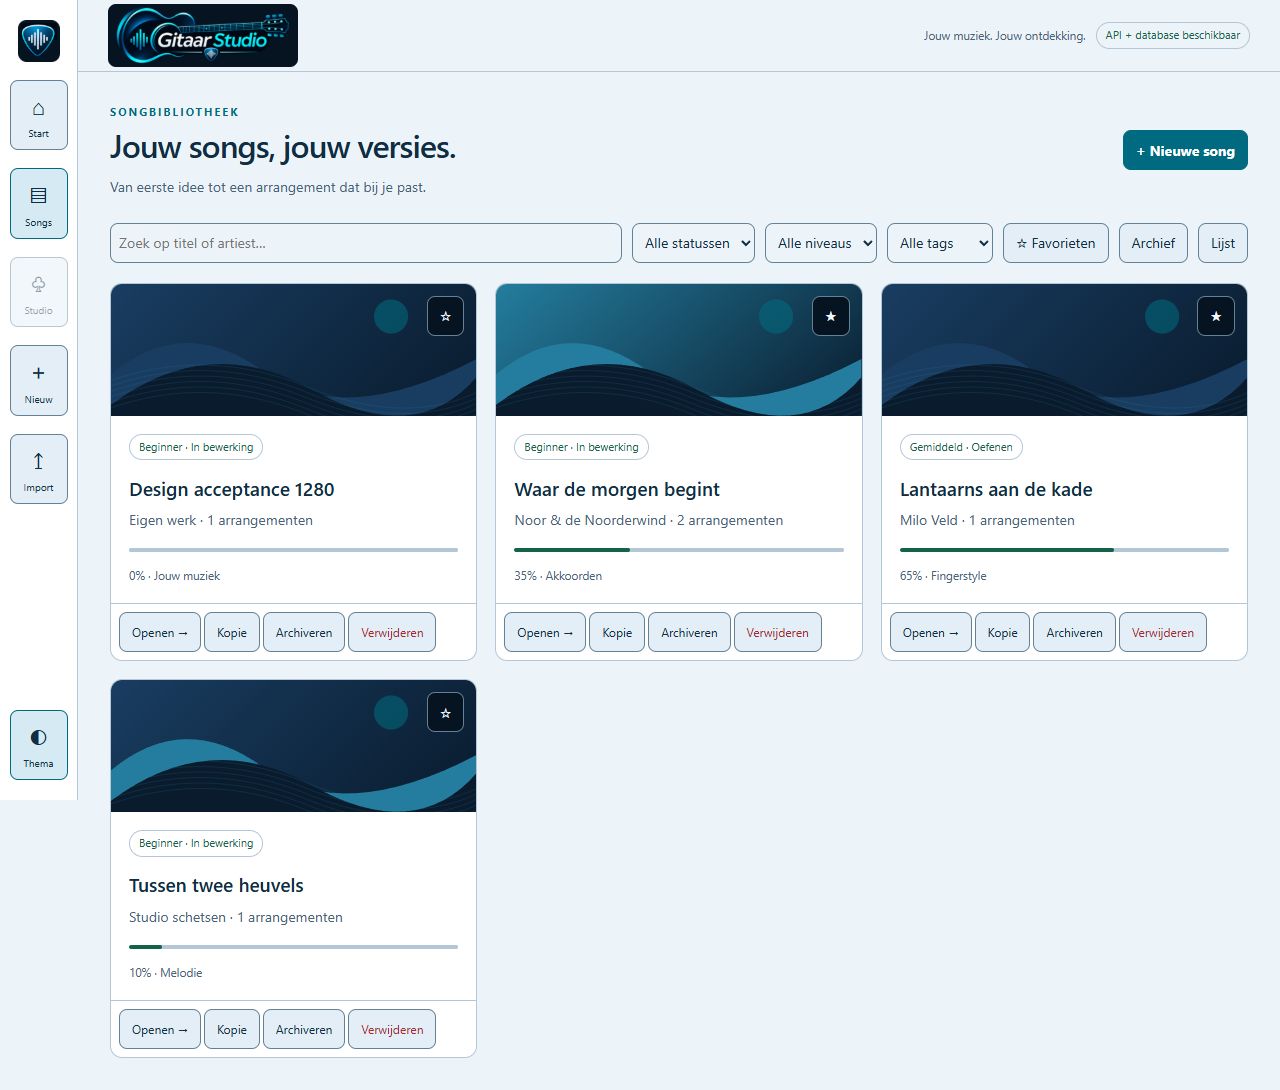 Gitaar Studio
Jouw muziek. Jouw ontdekking.
API + database beschikbaar
Start
Songs
Studio
Nieuw
Import
Thema
SONGBIBLIOTHEEK
Jouw songs, jouw versies.
+ Nieuwe song
Van eerste idee tot een arrangement dat bij je past.
Zoek op titel of artiest...
Alle statussen
Alle niveaus
Alle tags
☆ Favorieten
Archief
Lijst
Beginner · In bewerking
Design acceptance 1280
Eigen werk · 1 arrangementen
0% · Jouw muziek
Openen → Kopie Archiveren Verwijderen
Beginner · In bewerking
Waar de morgen begint
Noor & de Noorderwind · 2 arrangementen
35% · Akkoorden
Openen → Kopie Archiveren Verwijderen
Gemiddeld · Oefenen
Lantaarns aan de kade
Milo Veld · 1 arrangementen
65% · Fingerstyle
Openen → Kopie Archiveren Verwijderen
Beginner · In bewerking
Tussen twee heuvels
Studio schetsen · 1 arrangementen
10% · Melodie
Openen → Kopie Archiveren Verwijderen